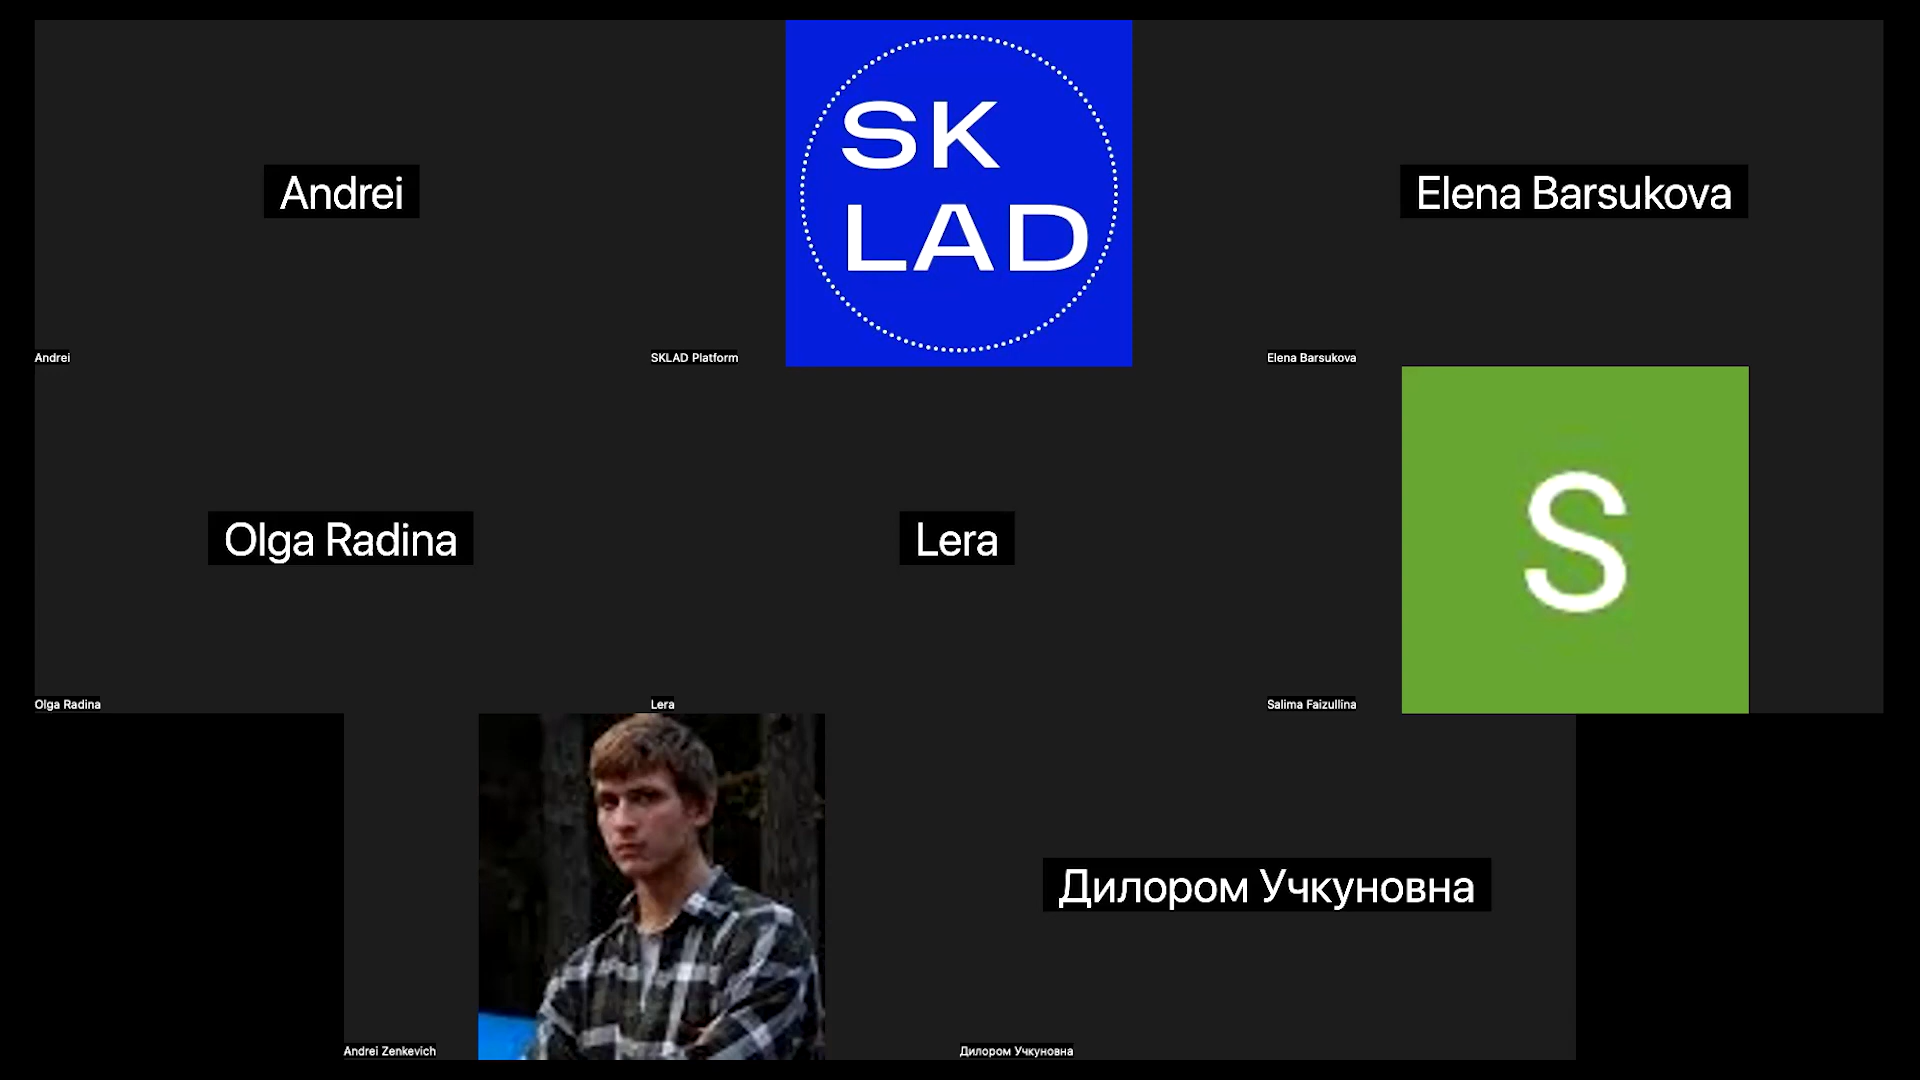 Andrei
SK
LAD
Elena Barsukova
Andrei
SKLAD Platform
Elena Barsukova
Olga Radina
Lera
S
Olga Radina
Lera
Salima Faizullina
Дилором Учкуновна
Andrei Zenkevich
Дилором Учкуновна